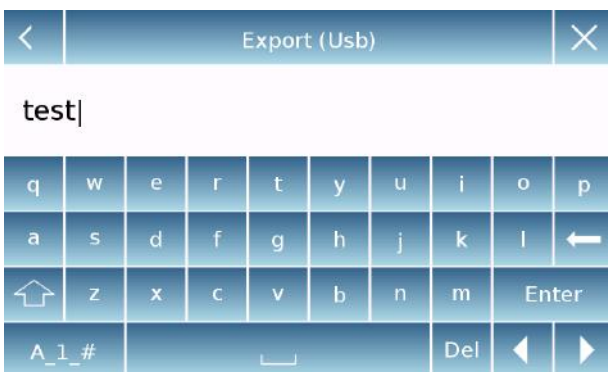 Export (Usb)
test
q w e r t y u i o p
a s d f g h j k l
z x c v b n m Enter
A_1_# Del